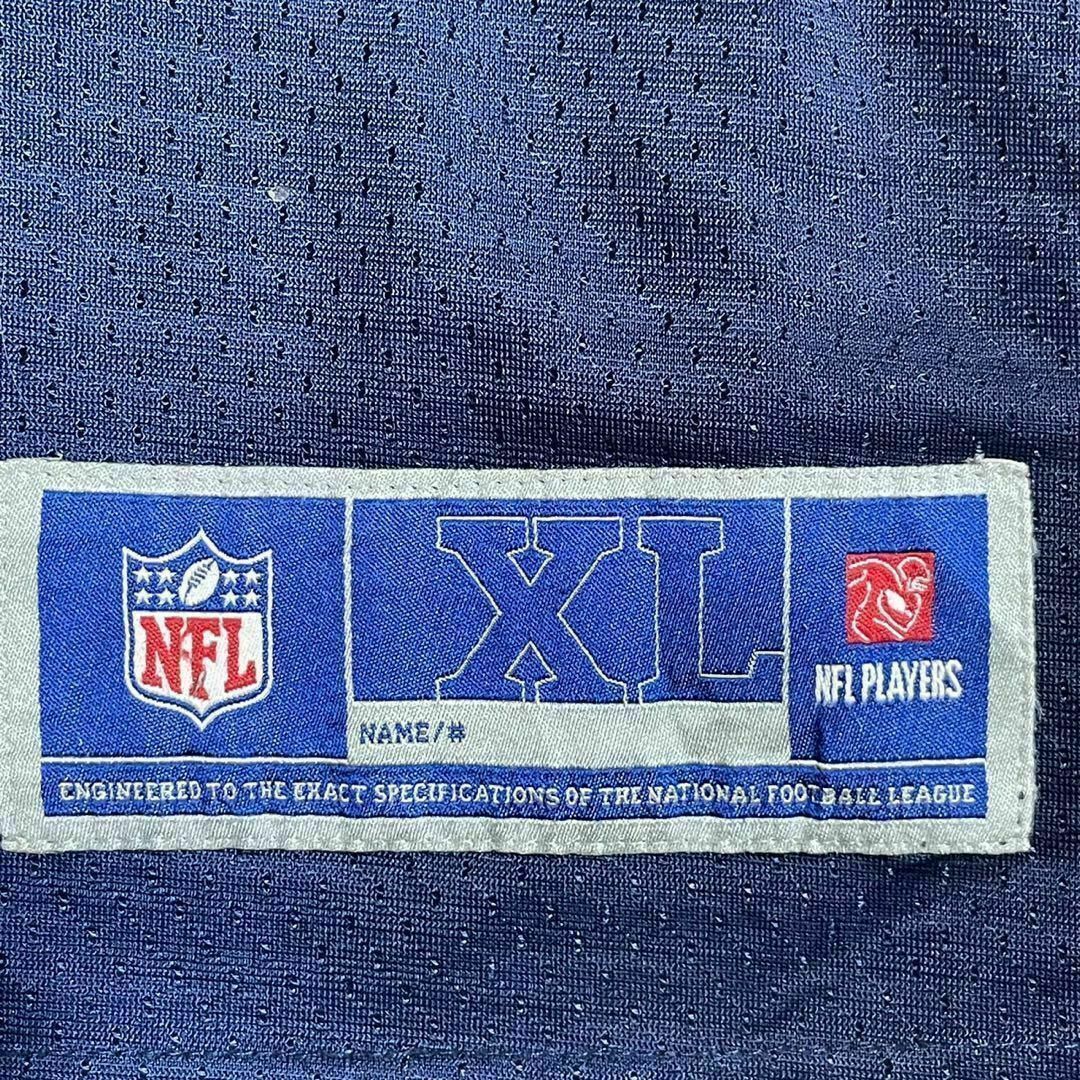 NFL
XL
NAME/#
NFL PLAYERS
ENGINEERED TO THE EXACT SPECIFICATIONS OF THE NATIONAL FOOTBALL LEAGUE